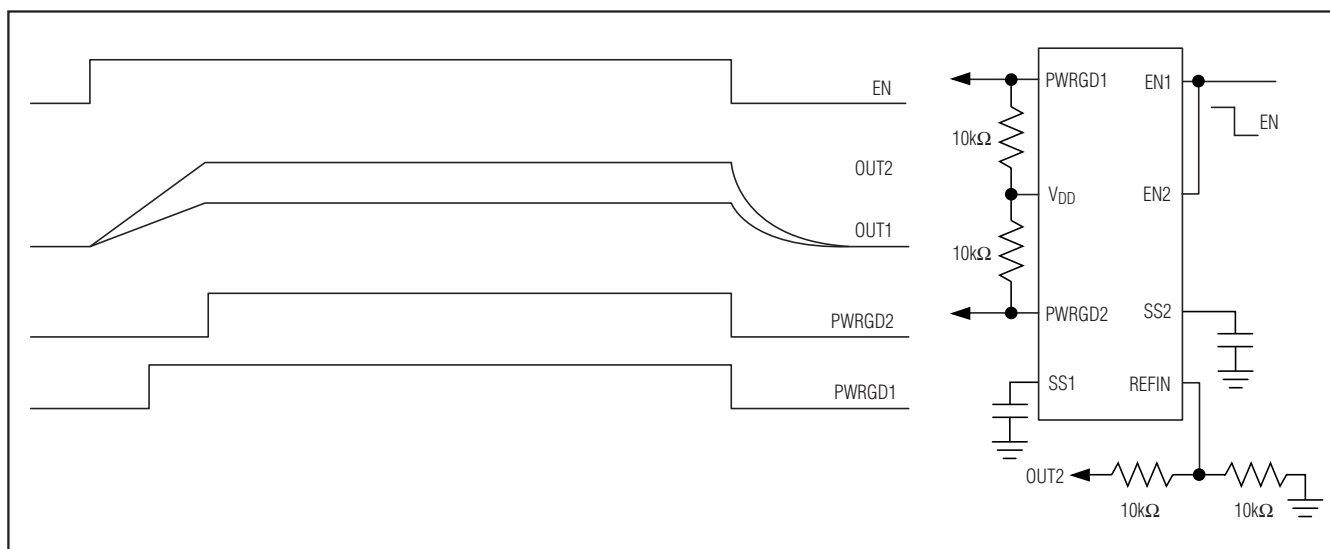 EN
OUT2
OUT1
PWRGD2
PWRGD1
PWRGD1
EN1
EN
10kΩ
VDD
EN2
10kΩ
PWRGD2
SS2
SS1
REFIN
OUT2
10kΩ
10kΩ